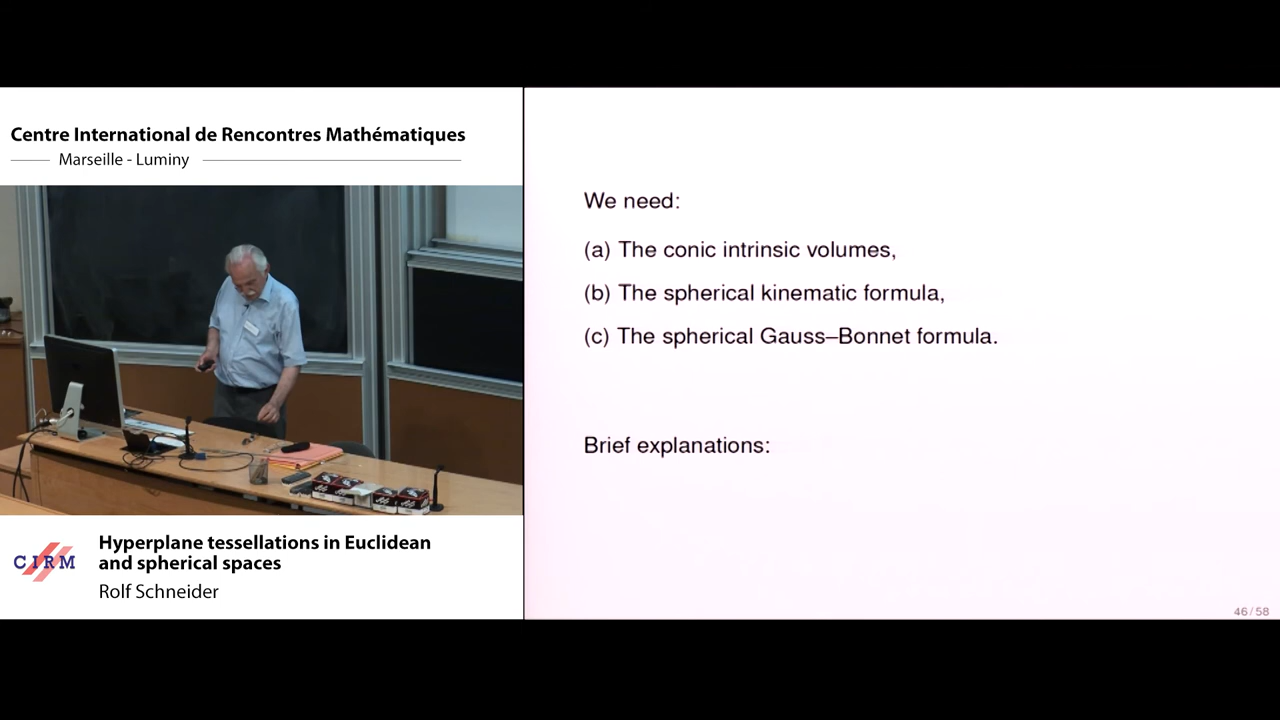 Centre International de Rencontres Mathématiques
Marseille - Luminy
We need:
(a) The conic intrinsic volumes,
(b) The spherical kinematic formula,
(c) The spherical Gauss–Bonnet formula.
Brief explanations:
CIRM
Hyperplane tessellations in Euclidean
and spherical spaces
Rolf Schneider
46 / 58